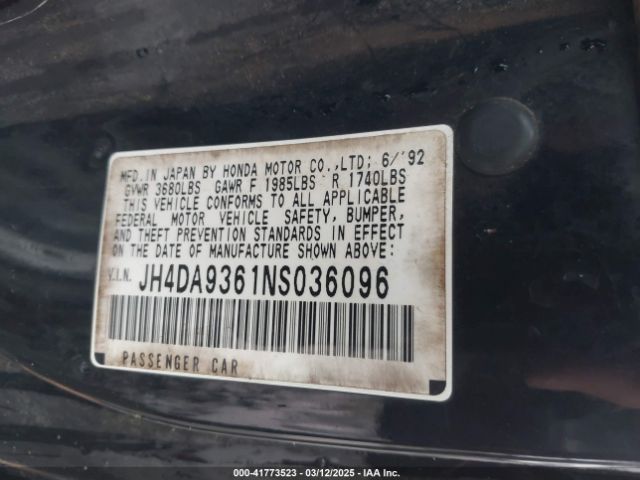 MFD.IN JAPAN BY HONDA MOTOR CO.,LTD; 6/'92
GVWR 3680LBS GAWR F 1985LBS R 1740LBS
THIS VEHICLE CONFORMS TO ALL APPLICABLE
FEDERAL MOTOR VEHICLE SAFETY, BUMPER,
AND THEFT PREVENTION STANDARDS IN EFFECT
ON THE DATE OF MANUFACTURE SHOWN ABOVE:
V.I.N. JH4DA9361NS036096
PASSENGER CAR
000-41773523 - 03/12/2025 - IAA Inc.